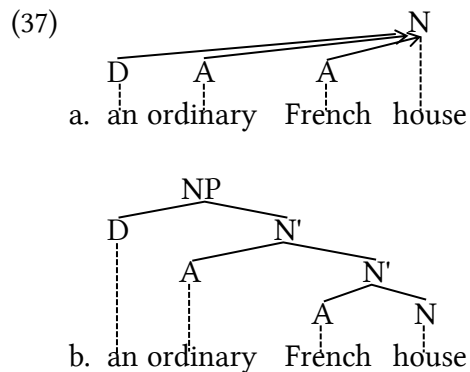 (37)
N
D A A
a. an ordinary French house
NP
D N'
A N'
A N
b. an ordinary French house